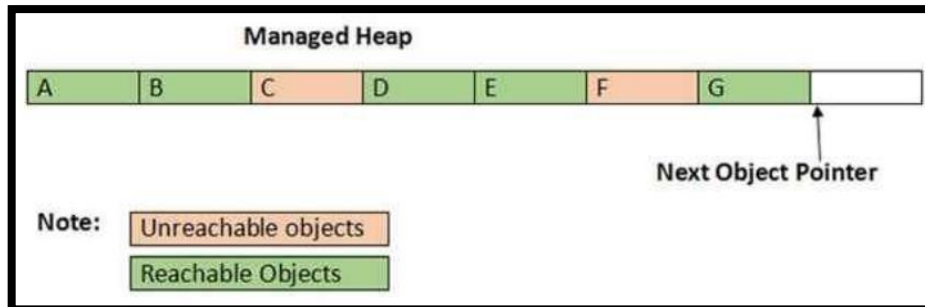 Managed Heap
A B C D E F G
Next Object Pointer
Note: Unreachable objects
Reachable Objects